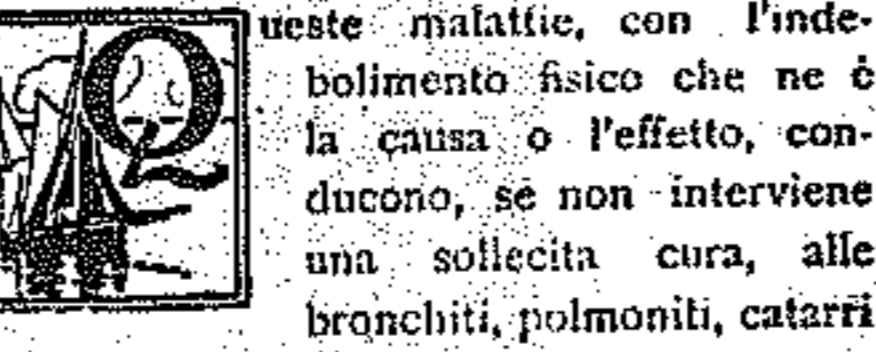 Queste malattie, con l'inde-
bolimento fisico che ne è
la causa o l'effetto, con-
ducono, se non interviene
una sollecita cura, alle
bronchiti, polmoniti, catarri